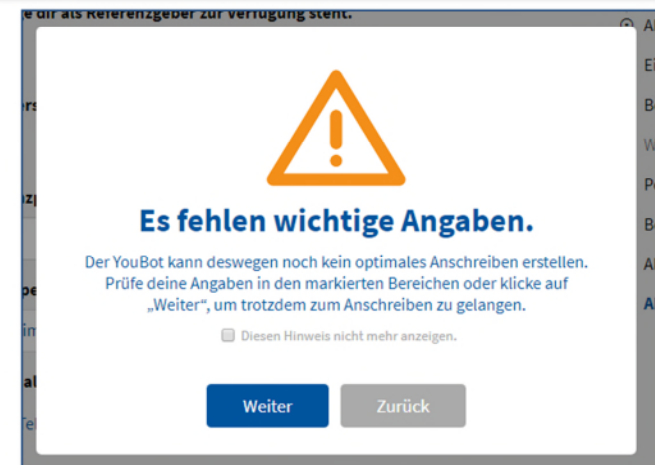 e dir als Referenzgeber zur Verfügung steht.
Es fehlen wichtige Angaben.
Der YouBot kann deswegen noch kein optimales Anschreiben erstellen.
Prüfe deine Angaben in den markierten Bereichen oder klicke auf
„Weiter“, um trotzdem zum Anschreiben zu gelangen.
Diesen Hinweis nicht mehr anzeigen.
Weiter
Zurück